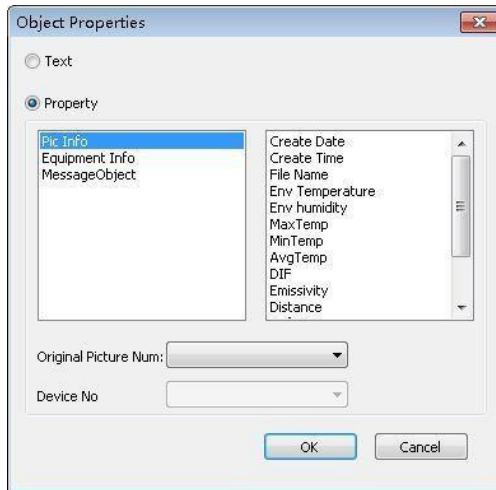 Object Properties
Text
Property
Pic Info
Equipment Info
MessageObject
Create Date
Create Time
File Name
Env Temperature
Env humidity
MaxTemp
MinTemp
AvgTemp
DIF
Emissivity
Distance
Original Picture Num:
Device No
OK
Cancel